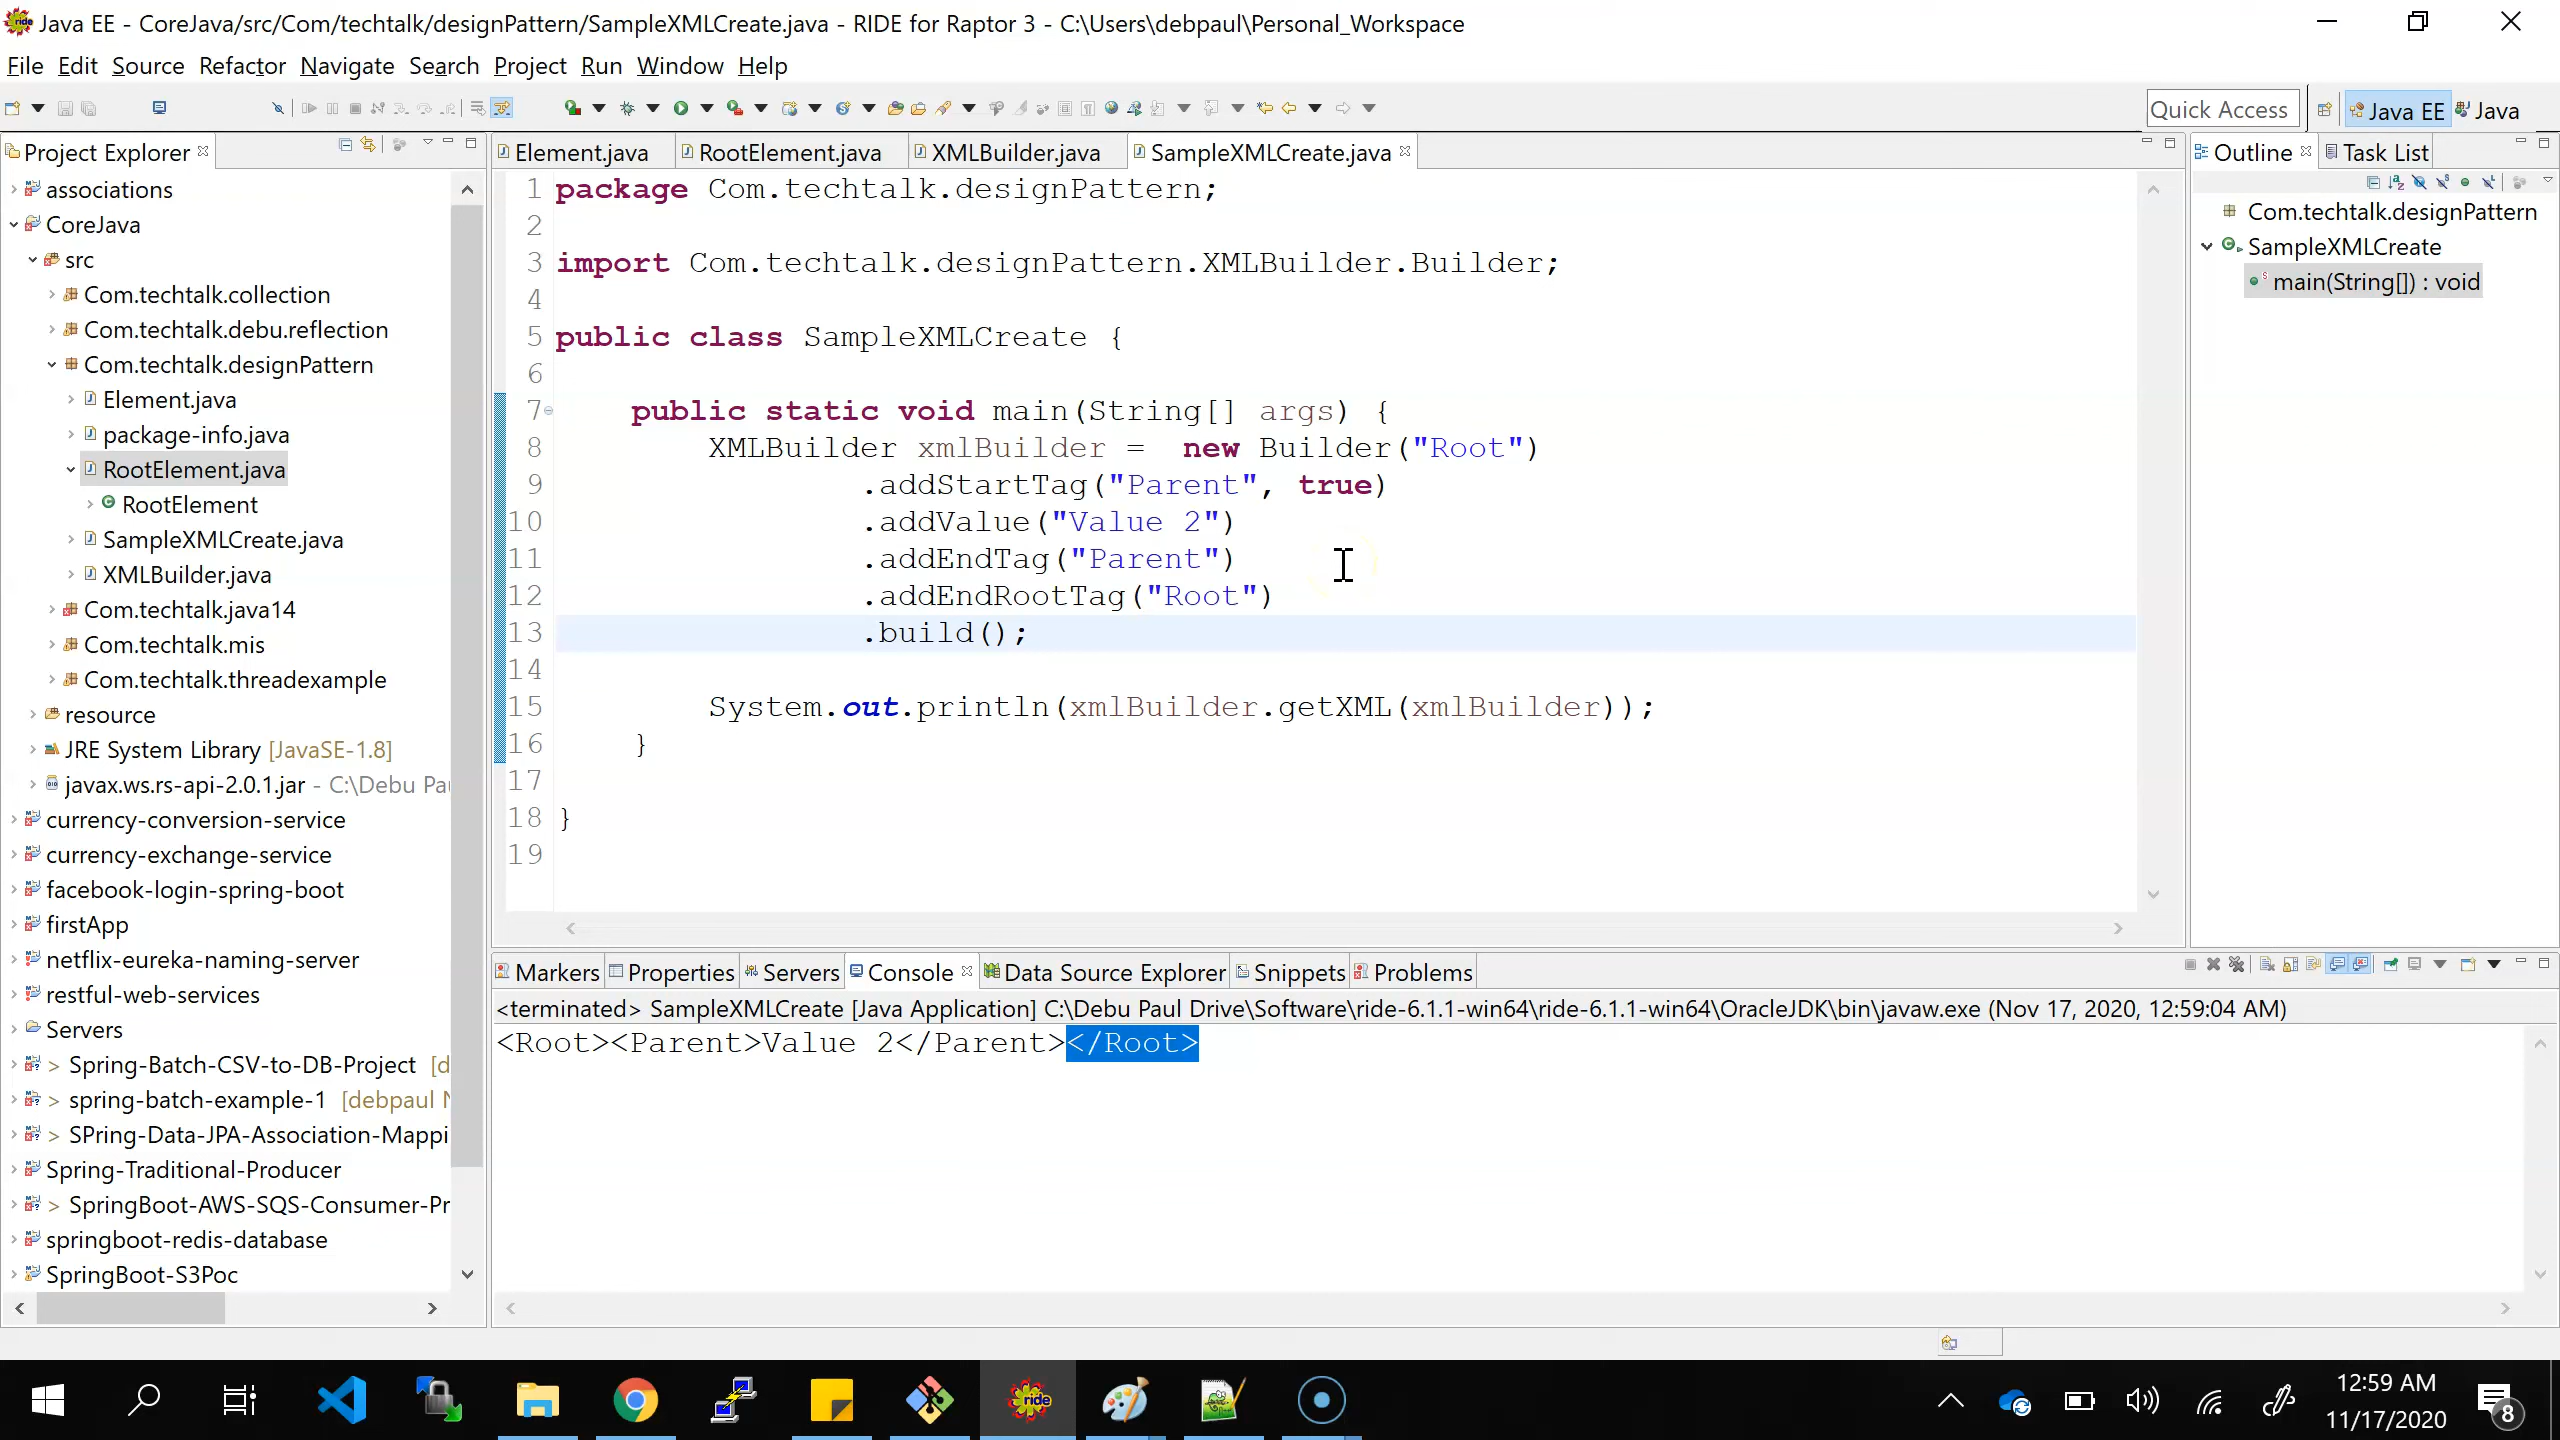 Java EE - CoreJava/src/Com/techtalk/designPattern/SampleXMLCreate.java - RIDE for Raptor 3 - C:\Users\debpaul\Personal_Workspace
File Edit Source Refactor Navigate Search Project Run Window Help
Quick Access
Java EE
Java
Project Explorer
associations
CoreJava
src
Com.techtalk.collection
Com.techtalk.debu.reflection
Com.techtalk.designPattern
Element.java
package-info.java
RootElement.java
RootElement
SampleXMLCreate.java
XMLBuilder.java
Com.techtalk.java14
Com.techtalk.mis
Com.techtalk.threadexample
resource
JRE System Library [JavaSE-1.8]
javax.ws.rs-api-2.0.1.jar - C:\Debu Pa
currency-conversion-service
currency-exchange-service
facebook-login-spring-boot
firstApp
netflix-eureka-naming-server
restful-web-services
Servers
> Spring-Batch-CSV-to-DB-Project [d
> spring-batch-example-1 [debpaul
> SPring-Data-JPA-Association-Mappi
Spring-Traditional-Producer
> SpringBoot-AWS-SQS-Consumer-Pr
springboot-redis-database
SpringBoot-S3Poc
Element.java
RootElement.java
XMLBuilder.java
SampleXMLCreate.java
1 package Com.techtalk.designPattern;
2
3 import Com.techtalk.designPattern.XMLBuilder.Builder;
4
5 public class SampleXMLCreate {
6
7 public static void main(String[] args) {
8 XMLBuilder xmlBuilder = new Builder("Root")
9 .addStartTag("Parent", true)
10 .addValue("Value 2")
11 .addEndTag("Parent")
12 .addEndRootTag("Root")
13 .build();
14
15 System.out.println(xmlBuilder.getXML(xmlBuilder));
16 }
17
18 }
19
Outline
Task List
Com.techtalk.designPattern
SampleXMLCreate
main(String[]) : void
Markers
Properties
Servers
Console
Data Source Explorer
Snippets
Problems
<terminated> SampleXMLCreate [Java Application] C:\Debu Paul Drive\Software\ride-6.1.1-win64\ride-6.1.1-win64\OracleJDK\bin\javaw.exe (Nov 17, 2020, 12:59:04 AM)
<Root><Parent>Value 2</Parent></Root>
ride
12:59 AM
11/17/2020
8